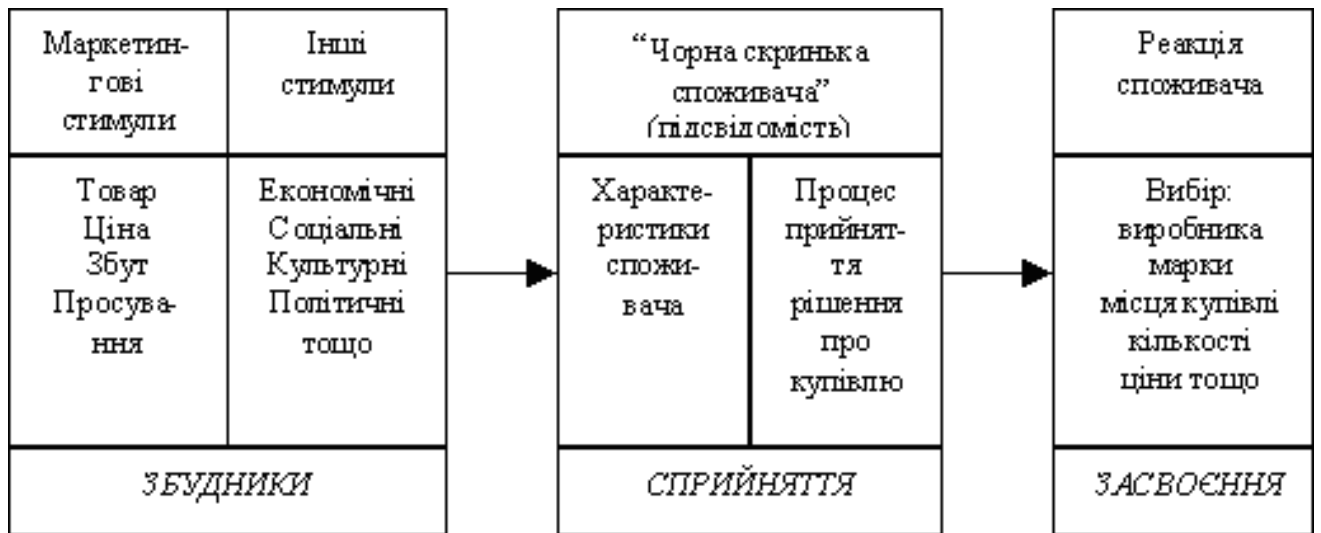 Маркетин-
гові
стимули
Інші
стимули
Товар
Ціна
Збут
Просува-
ння
Економічні
Соціальні
Культурні
Політичні
тощо
ЗБУДНИКИ
“Чорна скринька
споживача”
(підсвідомість)
Характе-
ристики
спожи-
вача
Процес
прийнят-
тя
рішення
про
купівлю
СПРИЙНЯТТЯ
Реакція
споживача
Вибір:
виробника
марки
місця купівлі
кількості
ціни тощо
ЗАСВОЄННЯ